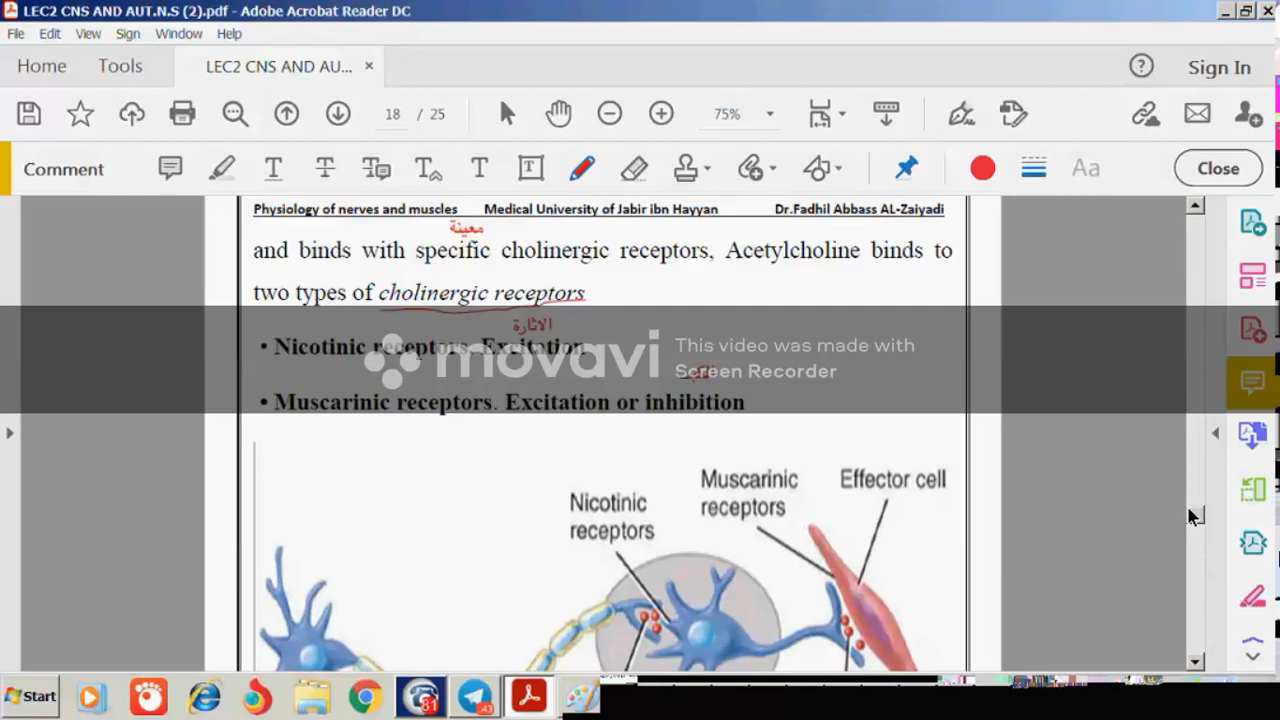 LEC2 CNS AND AUT.N.S (2).pdf - Adobe Acrobat Reader DC
File Edit View Sign Window Help
Home Tools LEC2 CNS AND AU... × Sign In
18 / 25 75%
Comment Aa Close
Physiology of nerves and muscles Medical University of Jabir ibn Hayyan Dr.Fadhil Abbass AL-Zaiyadi
معينة
and binds with specific cholinergic receptors, Acetylcholine binds to
two types of cholinergic receptors
الاثارة
• Nicotinic receptors. Excitation
movavi This video was made with
Screen Recorder
• Muscarinic receptors. Excitation or inhibition
Nicotinic
receptors
Muscarinic
receptors
Effector cell
Start 81 43